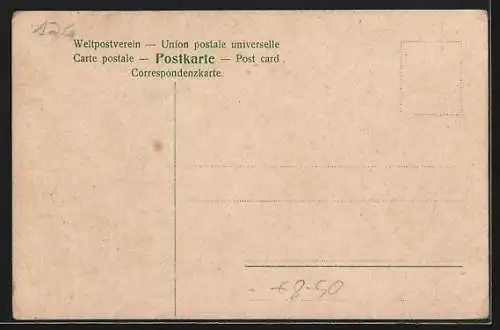 Weltpostverein — Union postale universelle
Carte postale — Postkarte — Post card
Correspondenzkarte.